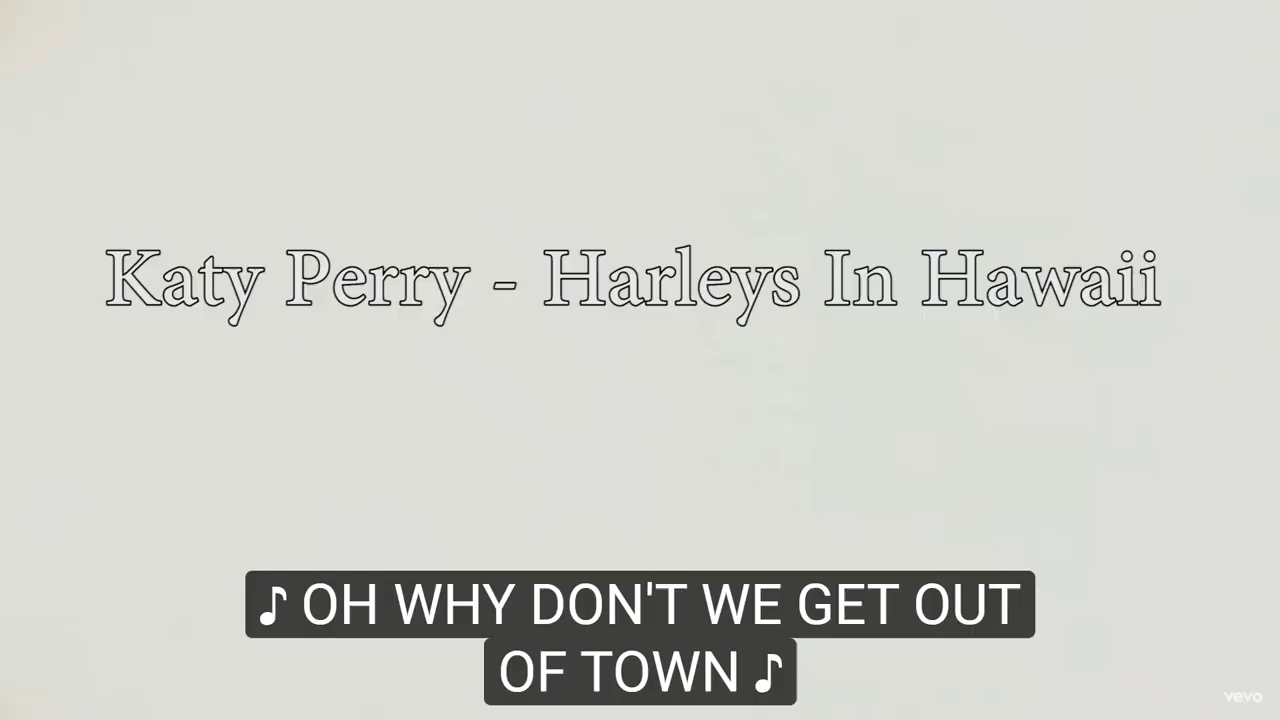 Katy Perry - Harleys In Hawaii
♪ OH WHY DON'T WE GET OUT
OF TOWN ♪
vevo